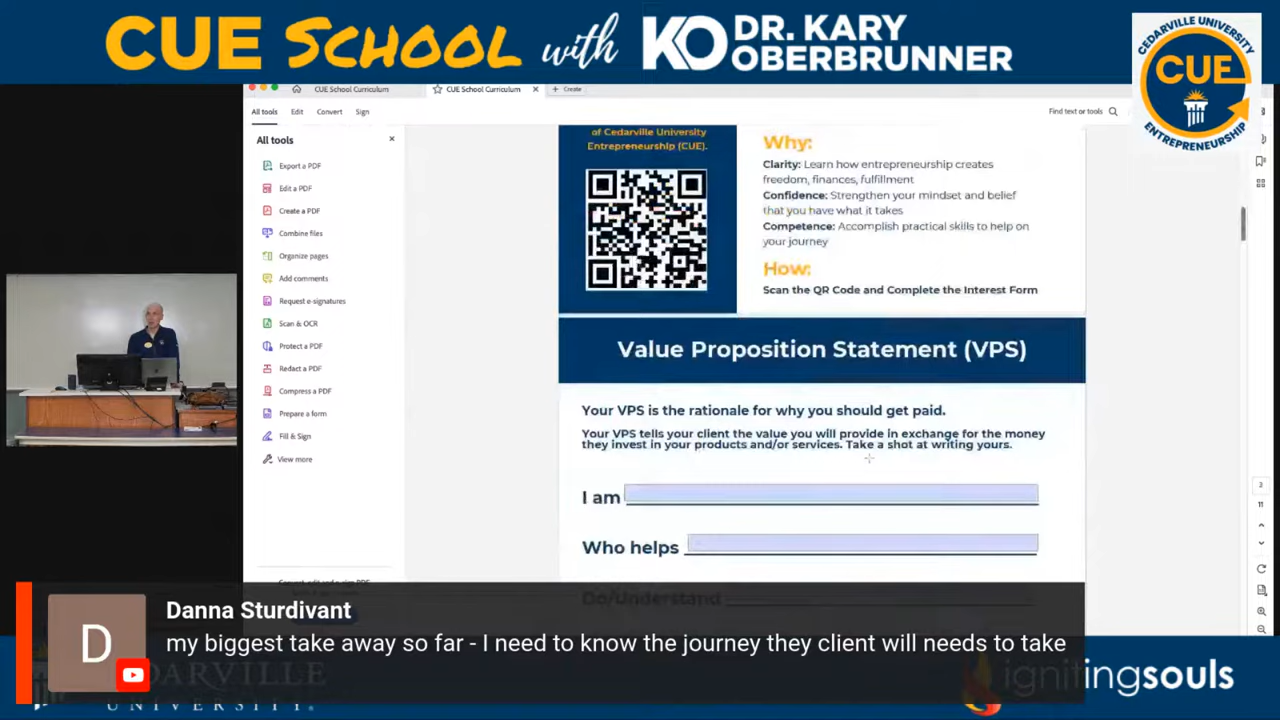 CUE SCHOOL with KO DR. KARY OBERBRUNNER
CEDARVILLE UNIVERSITY
CUE
ENTREPRENEURSHIP
CUE School Curriculum
CUE School Curriculum
Create
All tools Edit Convert Sign
Find text or tools
All tools
Export a PDF
Edit a PDF
Create a PDF
Combine files
Organize pages
Add comments
Request e-signatures
Scan & OCR
Protect a PDF
Redact a PDF
Compress a PDF
Prepare a form
Fill & Sign
View more
of Cedarville University
Entrepreneurship (CUE).
Why:
Clarity: Learn how entrepreneurship creates
freedom, finances, fulfillment
Confidence: Strengthen your mindset and belief
that you have what it takes
Competence: Accomplish practical skills to help on
your journey
How:
Scan the QR Code and Complete the Interest Form
Value Proposition Statement (VPS)
Your VPS is the rationale for why you should get paid.
Your VPS tells your client the value you will provide in exchange for the money
they invest in your products and/or services. Take a shot at writing yours.
I am
Who helps
Do/Understand
2
11
Danna Sturdivant
D
my biggest take away so far - I need to know the journey they client will needs to take
UNIVERSITY
ignitingsouls